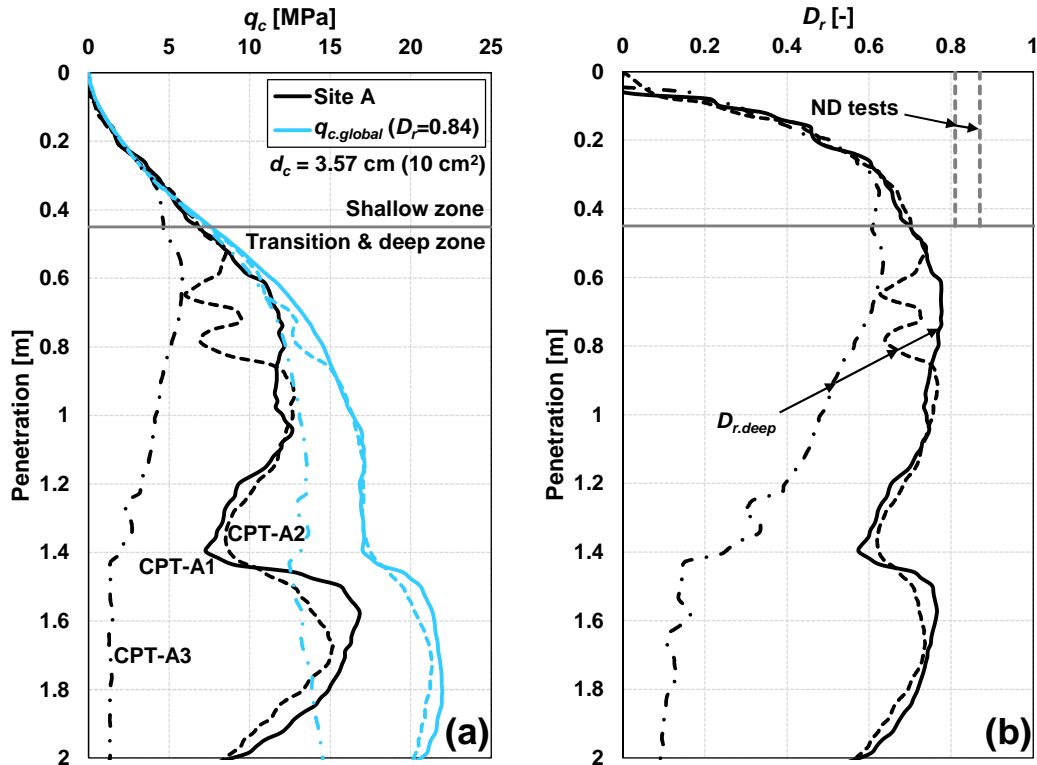 q_c [MPa]
0 5 10 15 20 25
0
0.2
0.4
0.6
0.8
1
1.2
1.4
1.6
1.8
2
Penetration [m]
Site A
q_c.global (D_r=0.84)
d_c = 3.57 cm (10 cm²)
Shallow zone
Transition & deep zone
CPT-A2
CPT-A1
CPT-A3
(a)
D_r [-]
0 0.2 0.4 0.6 0.8 1
0
0.2
0.4
0.6
0.8
1
1.2
1.4
1.6
1.8
2
Penetration [m]
ND tests
D_r.deep
(b)